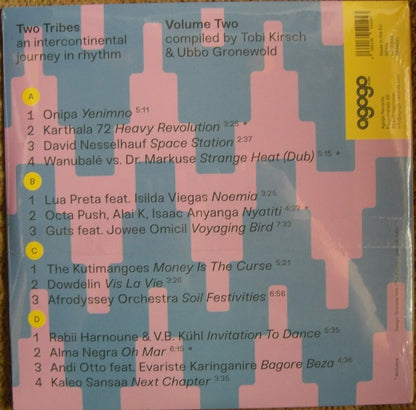 Two Tribes
an intercontinental
journey in rhythm
Volume Two
compiled by Tobi Kirsch
& Ubbo Gronewold
agogo
A
1 Onipa Yenimno 5:11
2 Karthala 72 Heavy Revolution 3:25 *
3 David Nesselhauf Space Station 2:37
4 Wanubalé vs. Dr. Markuse Strange Heat (Dub) 5:15 *
B
1 Lua Preta feat. Isilda Viegas Noemia 3:25
2 Octa Push, Alai K, Isaac Anyanga Nyatiti 4:32 *
3 Guts feat. Jowee Omicil Voyaging Bird 7:33
C
1 The Kutimangoes Money Is The Curse 5:21
2 Dowdelin Vis La Vie 3:26
3 Afrodyssey Orchestra Soil Festivities 6:56
D
1 Rabii Harnoune & V.B. Kühl Invitation To Dance 5:35
2 Alma Negra Oh Mar 6:15 *
3 Andi Otto feat. Evariste Karinganire Bagore Beza 4:36
4 Kaleo Sansaa Next Chapter 3:35